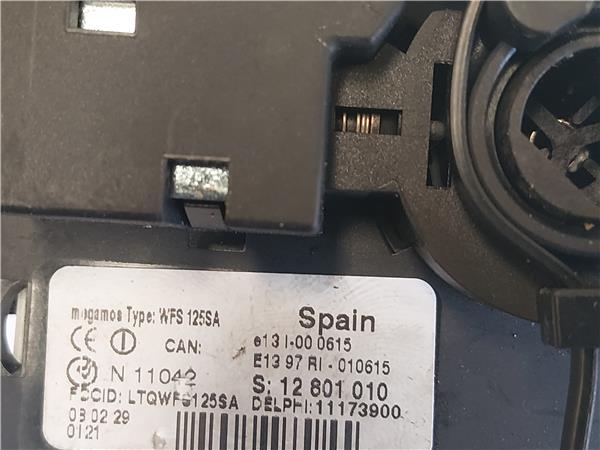 megamos Type: WFS 125SA Spain
CE CAN: e13 I-00 0615
E13 97 RI - 010615
N 11042 S: 12 801 010
FCCID: LTQWFS125SA DELPHI:11173900
08 02 29
0121